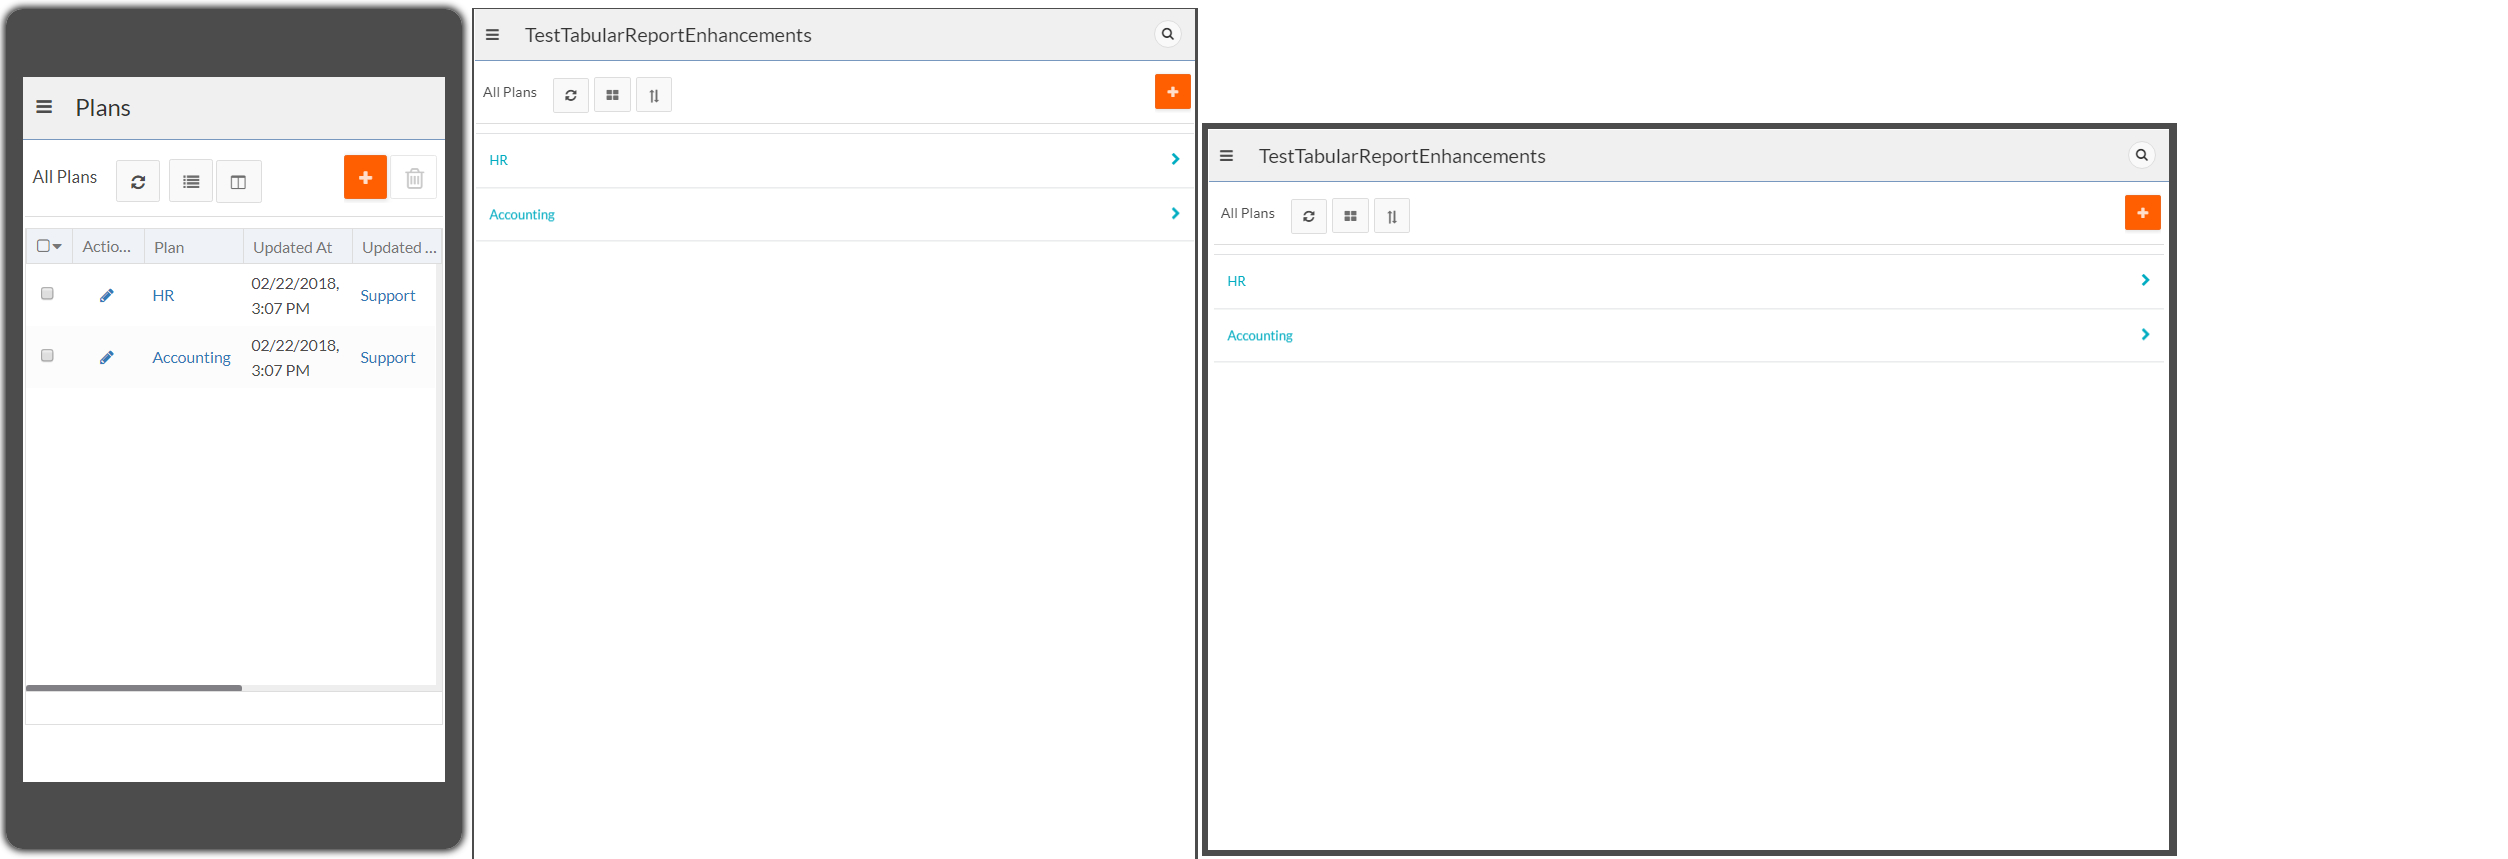 Plans
All Plans
Actio... Plan Updated At Updated ...
HR 02/22/2018, 3:07 PM Support
Accounting 02/22/2018, 3:07 PM Support
TestTabularReportEnhancements
All Plans
HR
Accounting
TestTabularReportEnhancements
All Plans
HR
Accounting